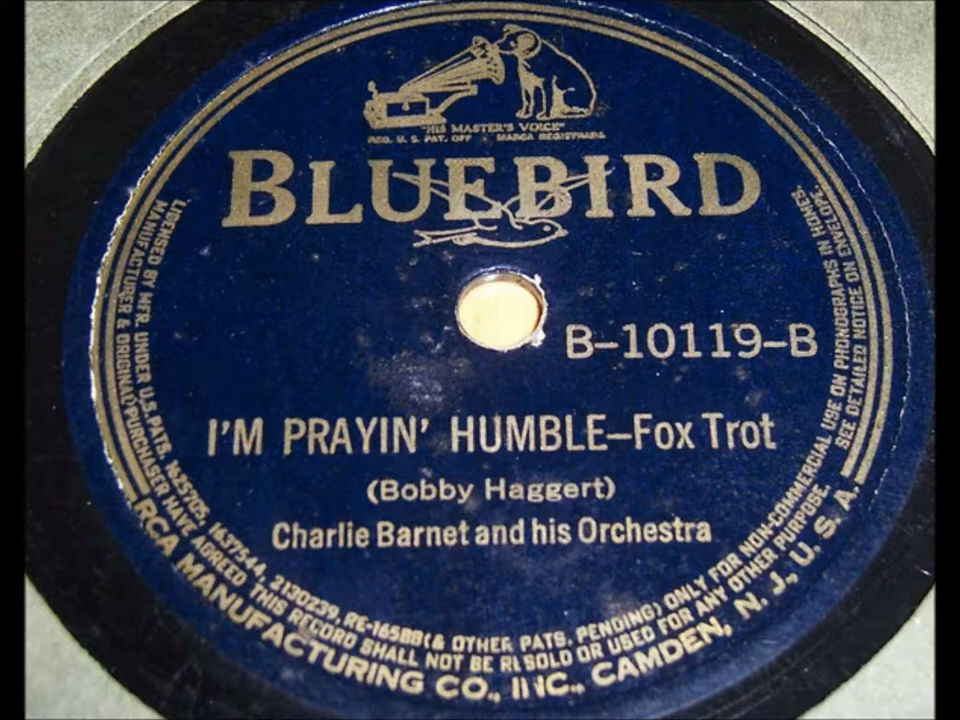 "HIS MASTER'S VOICE"
REG. U. S. PAT. OFF MARCA REGISTRADA
BLUEBIRD
B-10119-B
I'M PRAYIN' HUMBLE-Fox Trot
(Bobby Haggert)
Charlie Barnet and his Orchestra
LICENSED BY MFR. UNDER U.S. PATS. 1625705, 1637544, 2130239, RE-16588 (& OTHER PATS. PENDING) ONLY FOR NON-COMMERCIAL USE ON PHONOGRAPHS IN HOMES.
MANUFACTURER & ORIGINAL PURCHASER HAVE AGREED THIS RECORD SHALL NOT BE RESOLD OR USED FOR ANY OTHER PURPOSE. SEE DETAILED NOTICE ON ENVELOPE.
RCA MANUFACTURING CO., INC., CAMDEN, N. J., U. S. A.